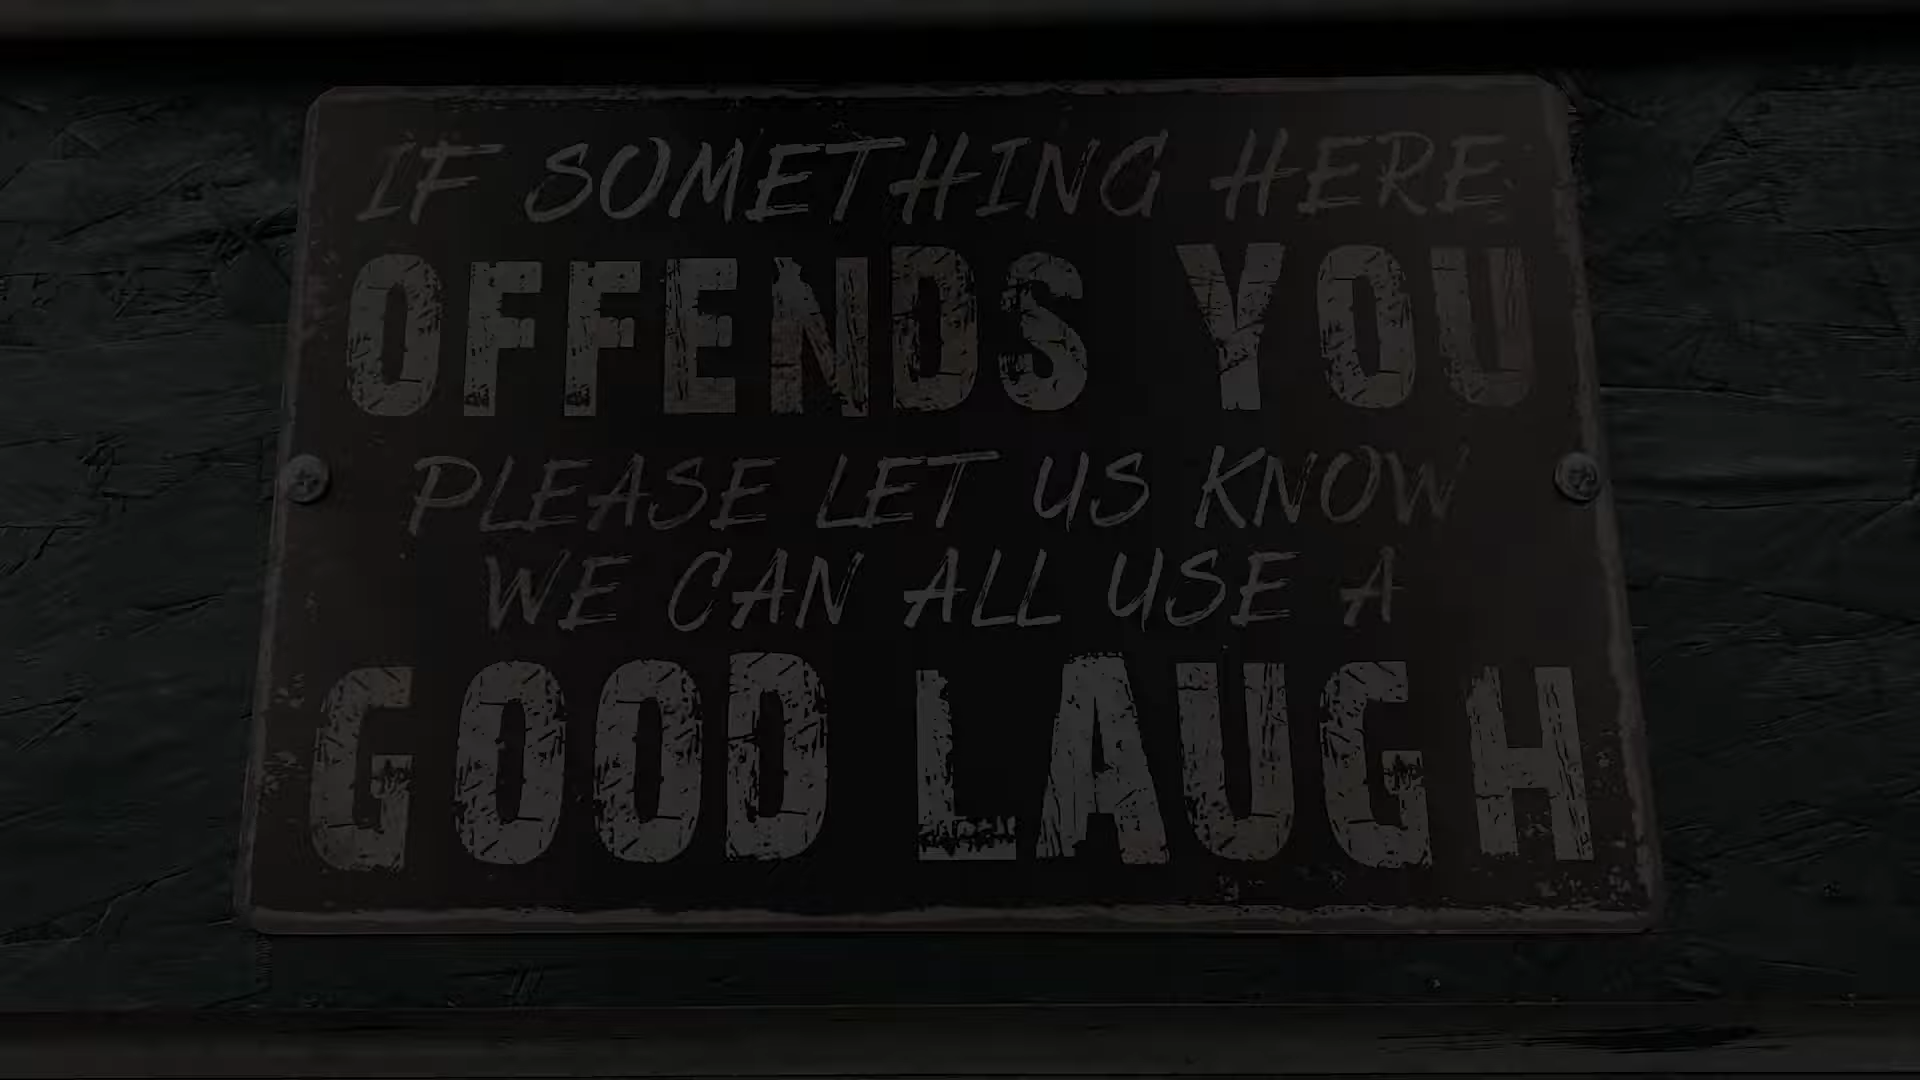 IF SOMETHING HERE
OFFENDS YOU
PLEASE LET US KNOW
WE CAN ALL USE A
GOOD LAUGH